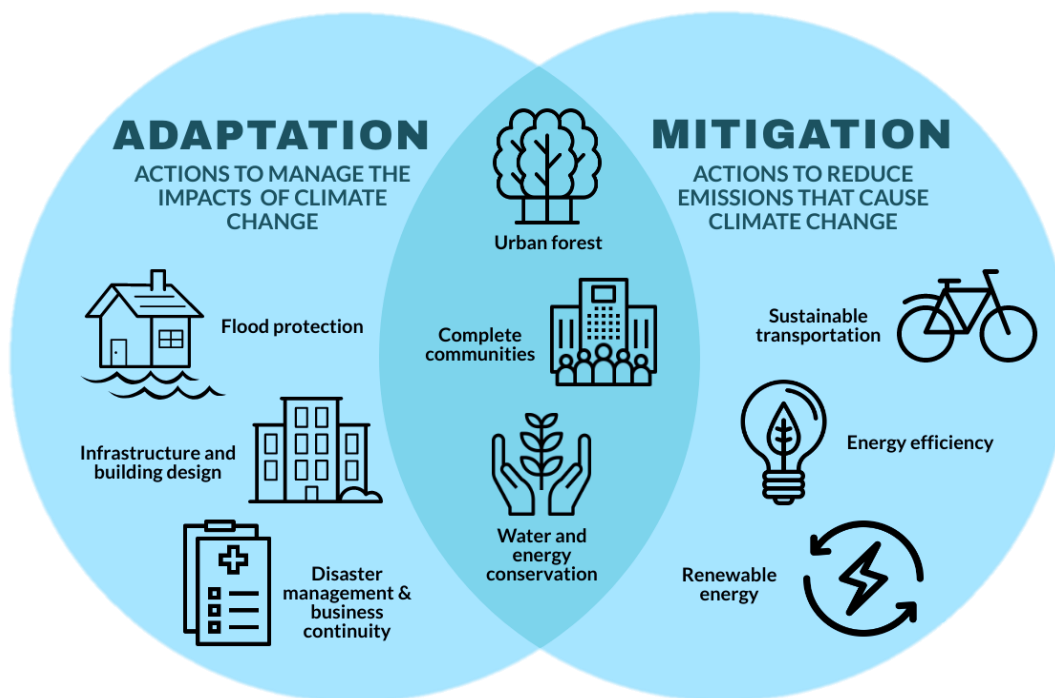 ADAPTATION
ACTIONS TO MANAGE THE
IMPACTS OF CLIMATE
CHANGE
Flood protection
Infrastructure and
building design
Disaster
management &
business
continuity
Urban forest
Complete
communities
Water and
energy
conservation
MITIGATION
ACTIONS TO REDUCE
EMISSIONS THAT CAUSE
CLIMATE CHANGE
Sustainable
transportation
Energy efficiency
Renewable
energy